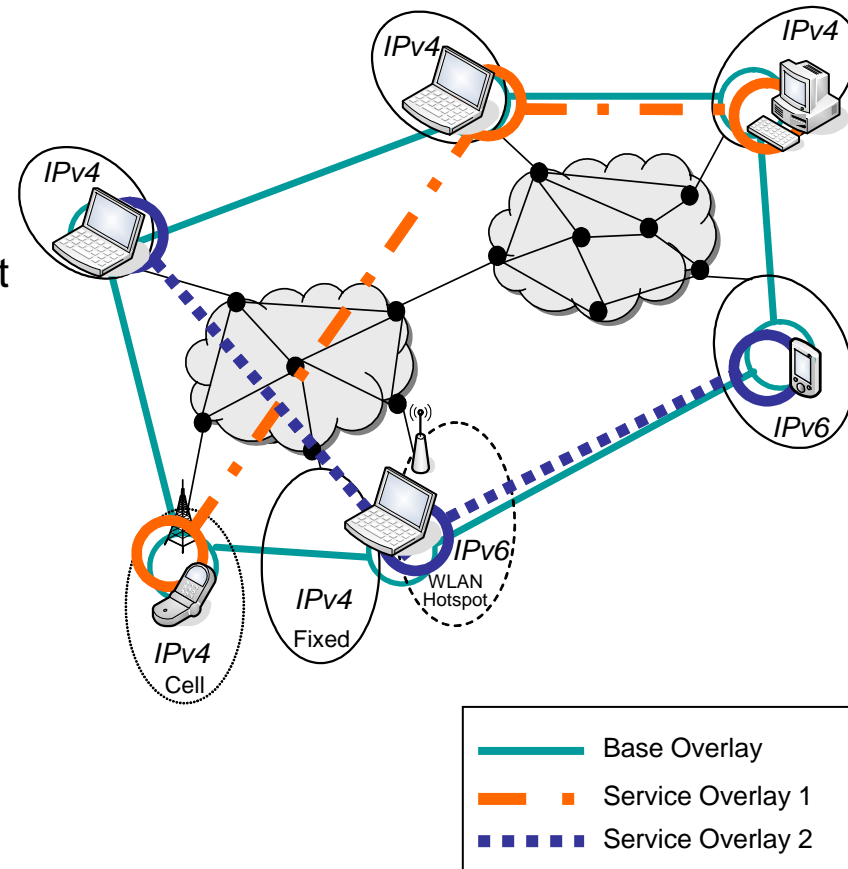 IPv4
IPv4
IPv4
t
IPv6
IPv6
WLAN
Hotspot
IPv4
Fixed
IPv4
Cell
Base Overlay
Service Overlay 1
Service Overlay 2